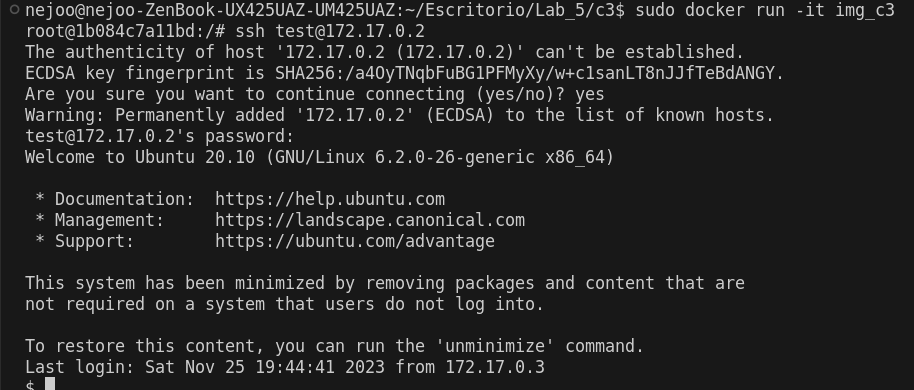 nejoo@nejoo-ZenBook-UX425UAZ-UM425UAZ:~/Escritorio/Lab_5/c3$ sudo docker run -it img_c3
root@1b084c7a11bd:/# ssh test@172.17.0.2
The authenticity of host '172.17.0.2 (172.17.0.2)' can't be established.
ECDSA key fingerprint is SHA256:/a4OyTNqbFuBG1PFMyXy/w+c1sanLT8nJJfTeBdANGY.
Are you sure you want to continue connecting (yes/no)? yes
Warning: Permanently added '172.17.0.2' (ECDSA) to the list of known hosts.
test@172.17.0.2's password:
Welcome to Ubuntu 20.10 (GNU/Linux 6.2.0-26-generic x86_64)
* Documentation:  https://help.ubuntu.com
* Management:     https://landscape.canonical.com
* Support:        https://ubuntu.com/advantage
This system has been minimized by removing packages and content that are
not required on a system that users do not log into.
To restore this content, you can run the 'unminimize' command.
Last login: Sat Nov 25 19:44:41 2023 from 172.17.0.3
$